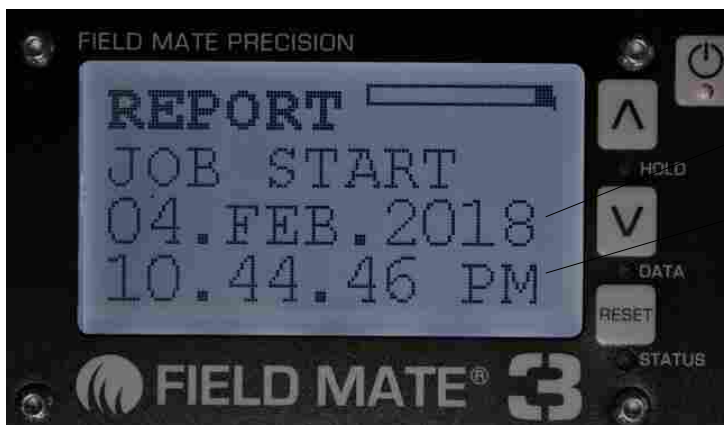 FIELD MATE PRECISION
REPORT
JOB START
04.FEB.2018
10.44.46 PM
HOLD
DATA
RESET
STATUS
FIELD MATE® 3